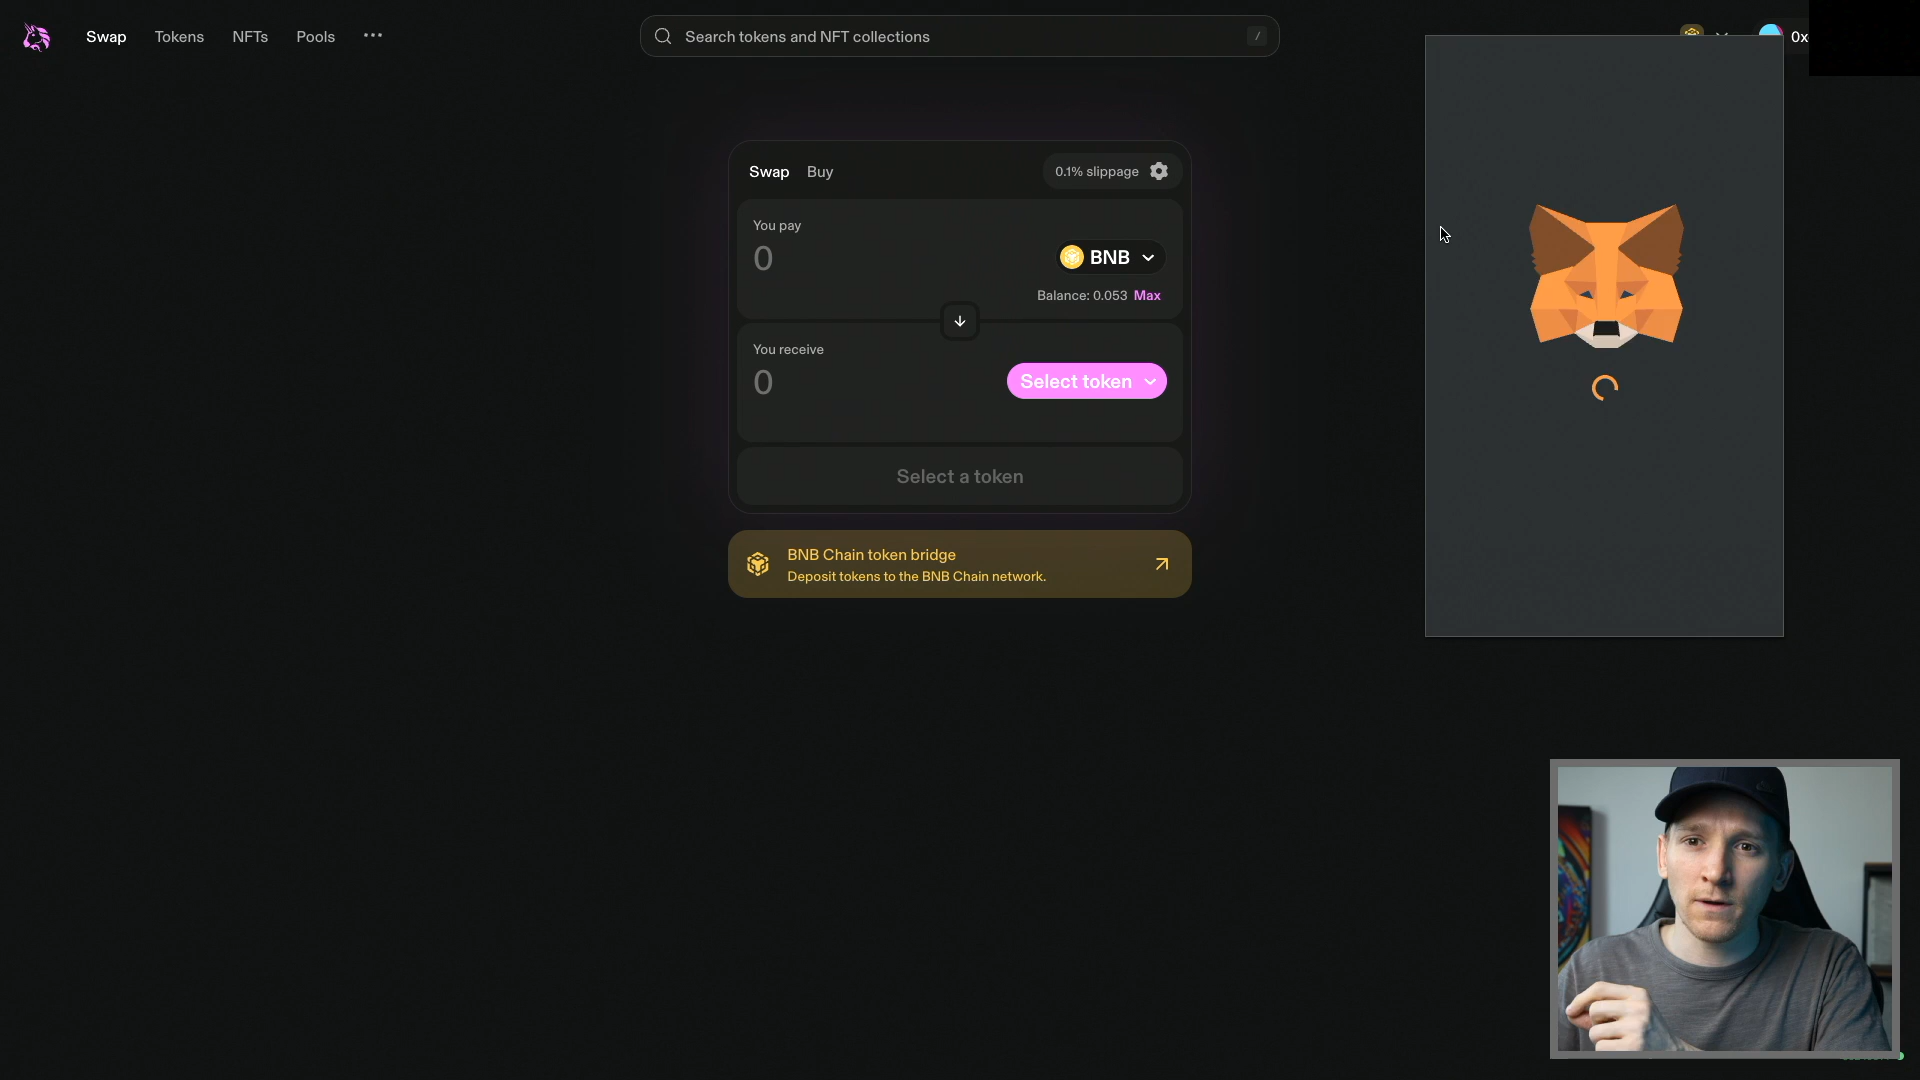 Swap
Tokens
NFTs
Pools
Search tokens and NFT collections
/
0x
Swap
Buy
0.1% slippage
You pay
0
BNB
Balance: 0.053 Max
You receive
0
Select token
Select a token
BNB Chain token bridge
Deposit tokens to the BNB Chain network.